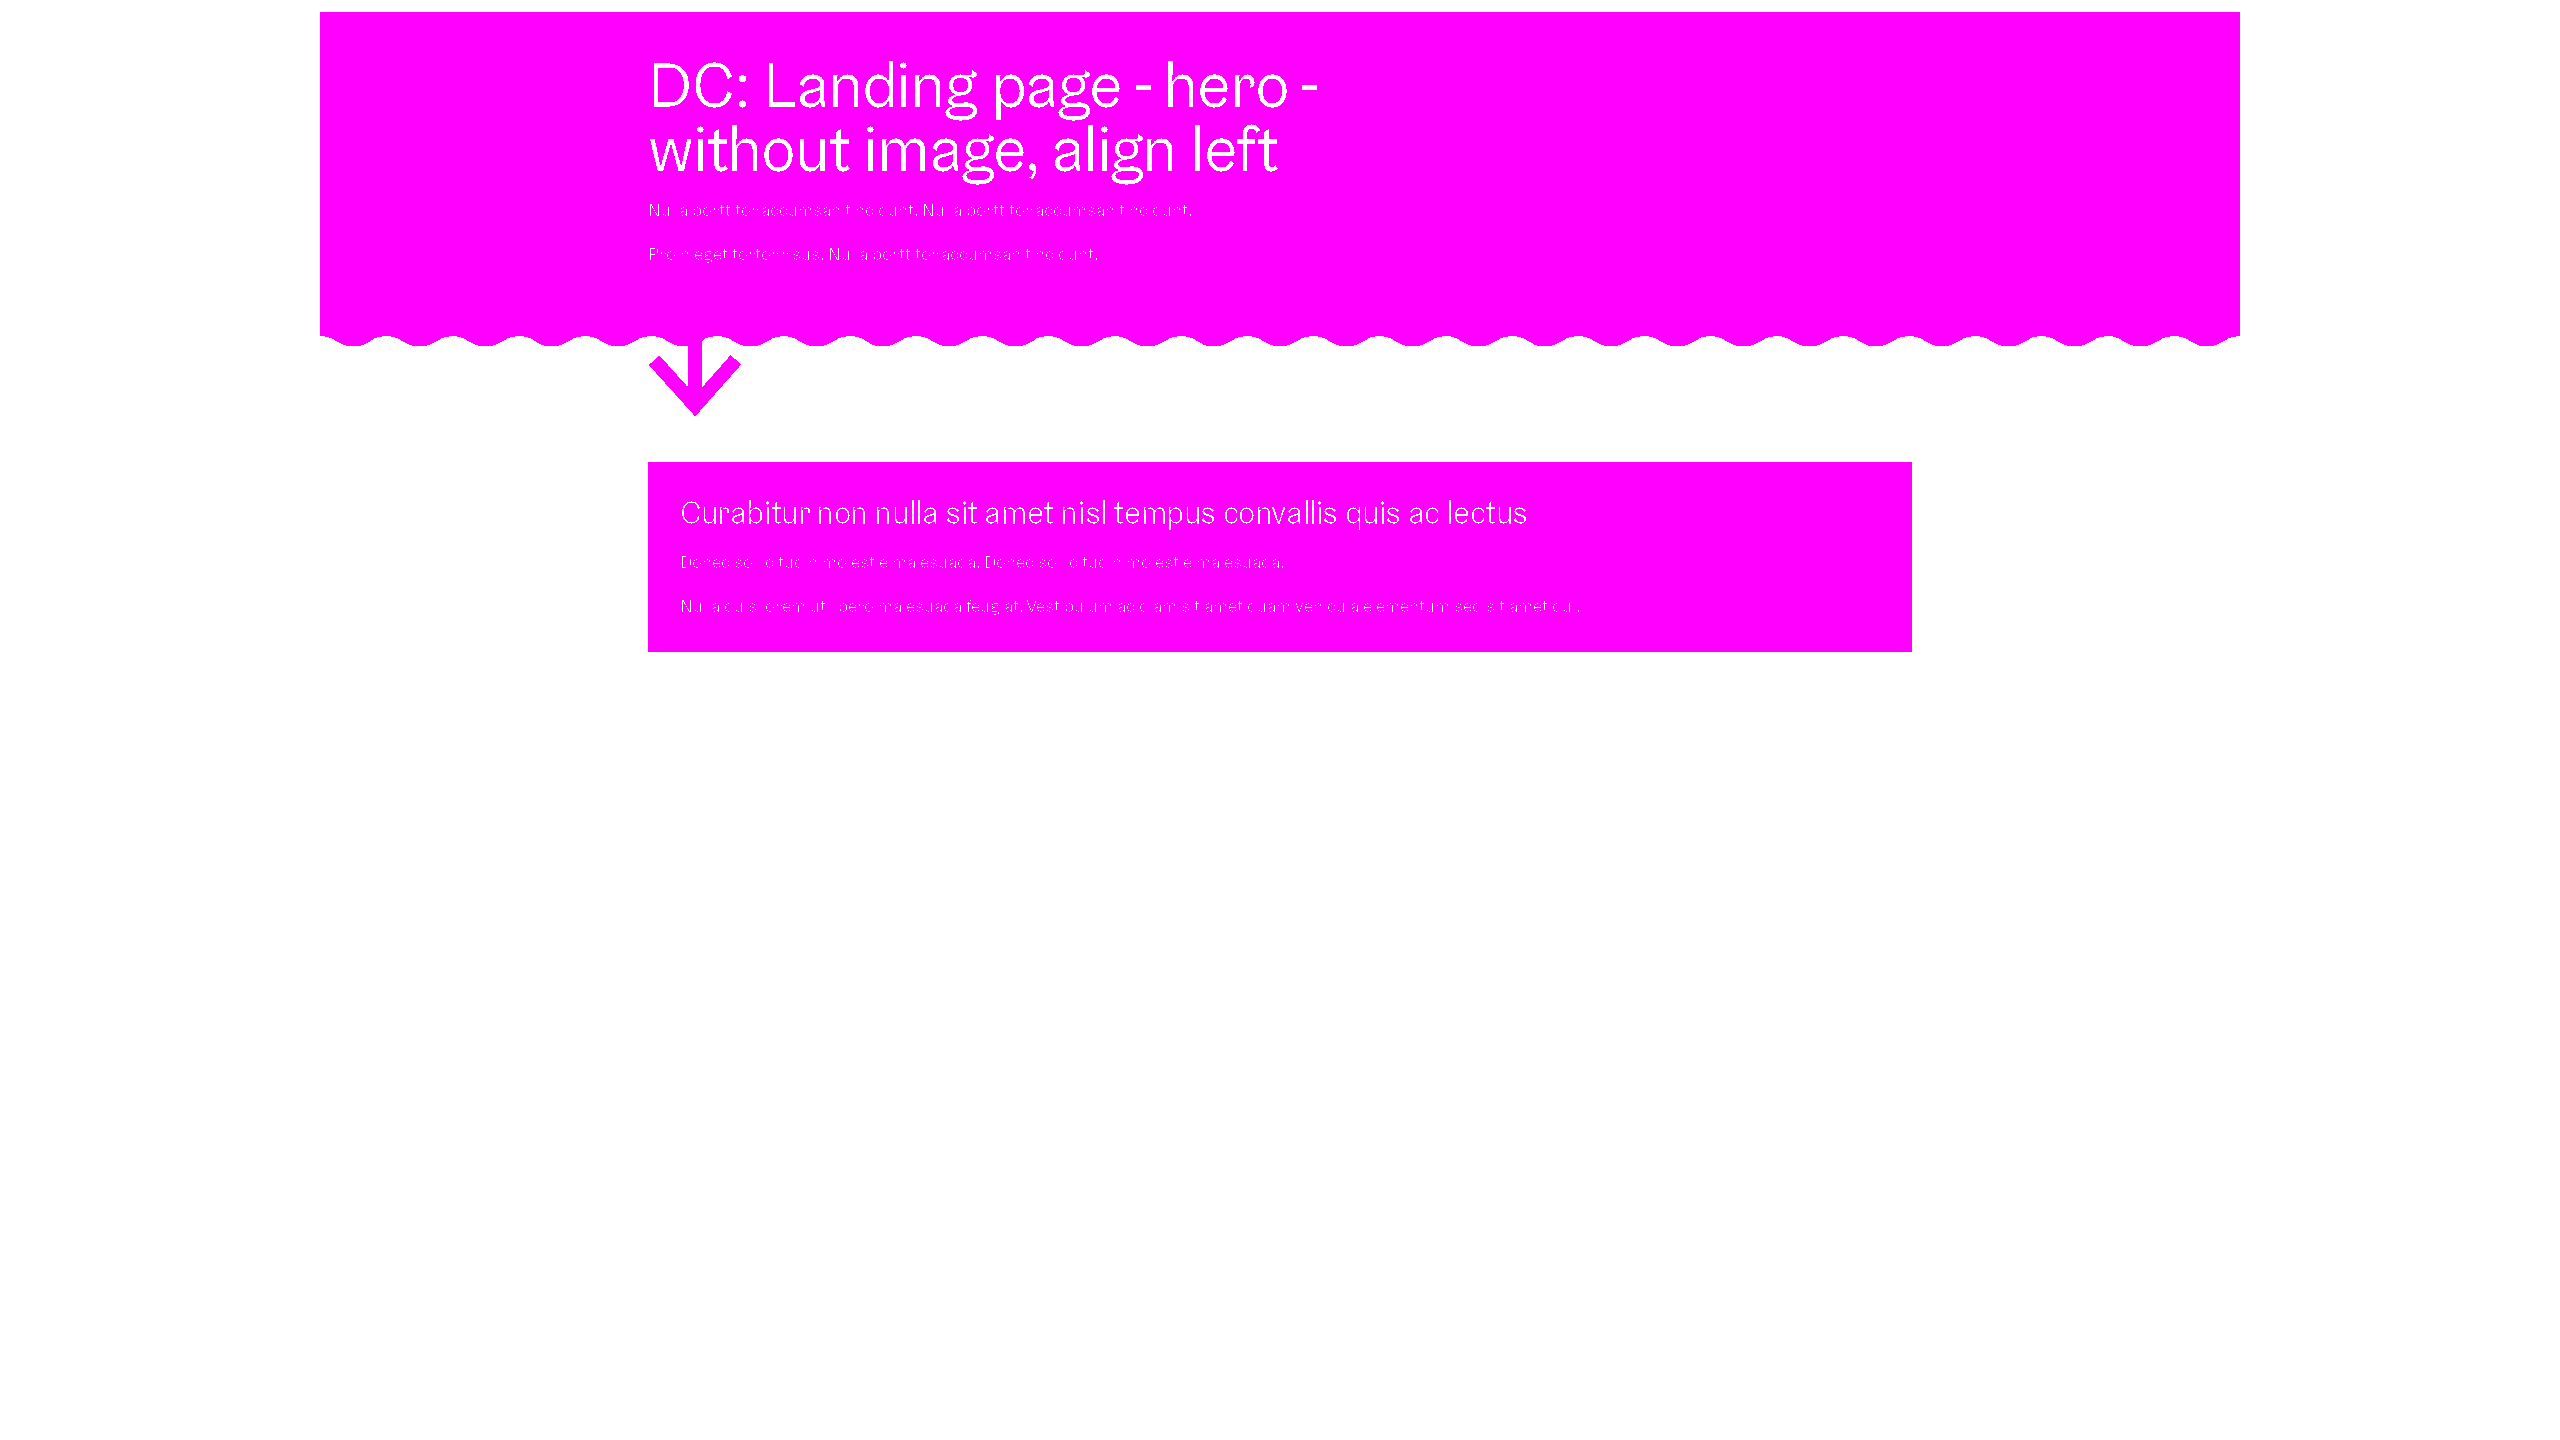 DC: Landing page - hero -
without image, align left
Nulla porttitor accumsan tincidunt. Nulla porttitor accumsan tincidunt.
Proin eget tortor risus. Nulla porttitor accumsan tincidunt.
Curabitur non nulla sit amet nisl tempus convallis quis ac lectus
Donec sollicitudin molestie malesuada. Donec sollicitudin molestie malesuada.
Nulla quis lorem ut libero malesuada feugiat. Vestibulum ac diam sit amet quam vehicula elementum sed sit amet dui.